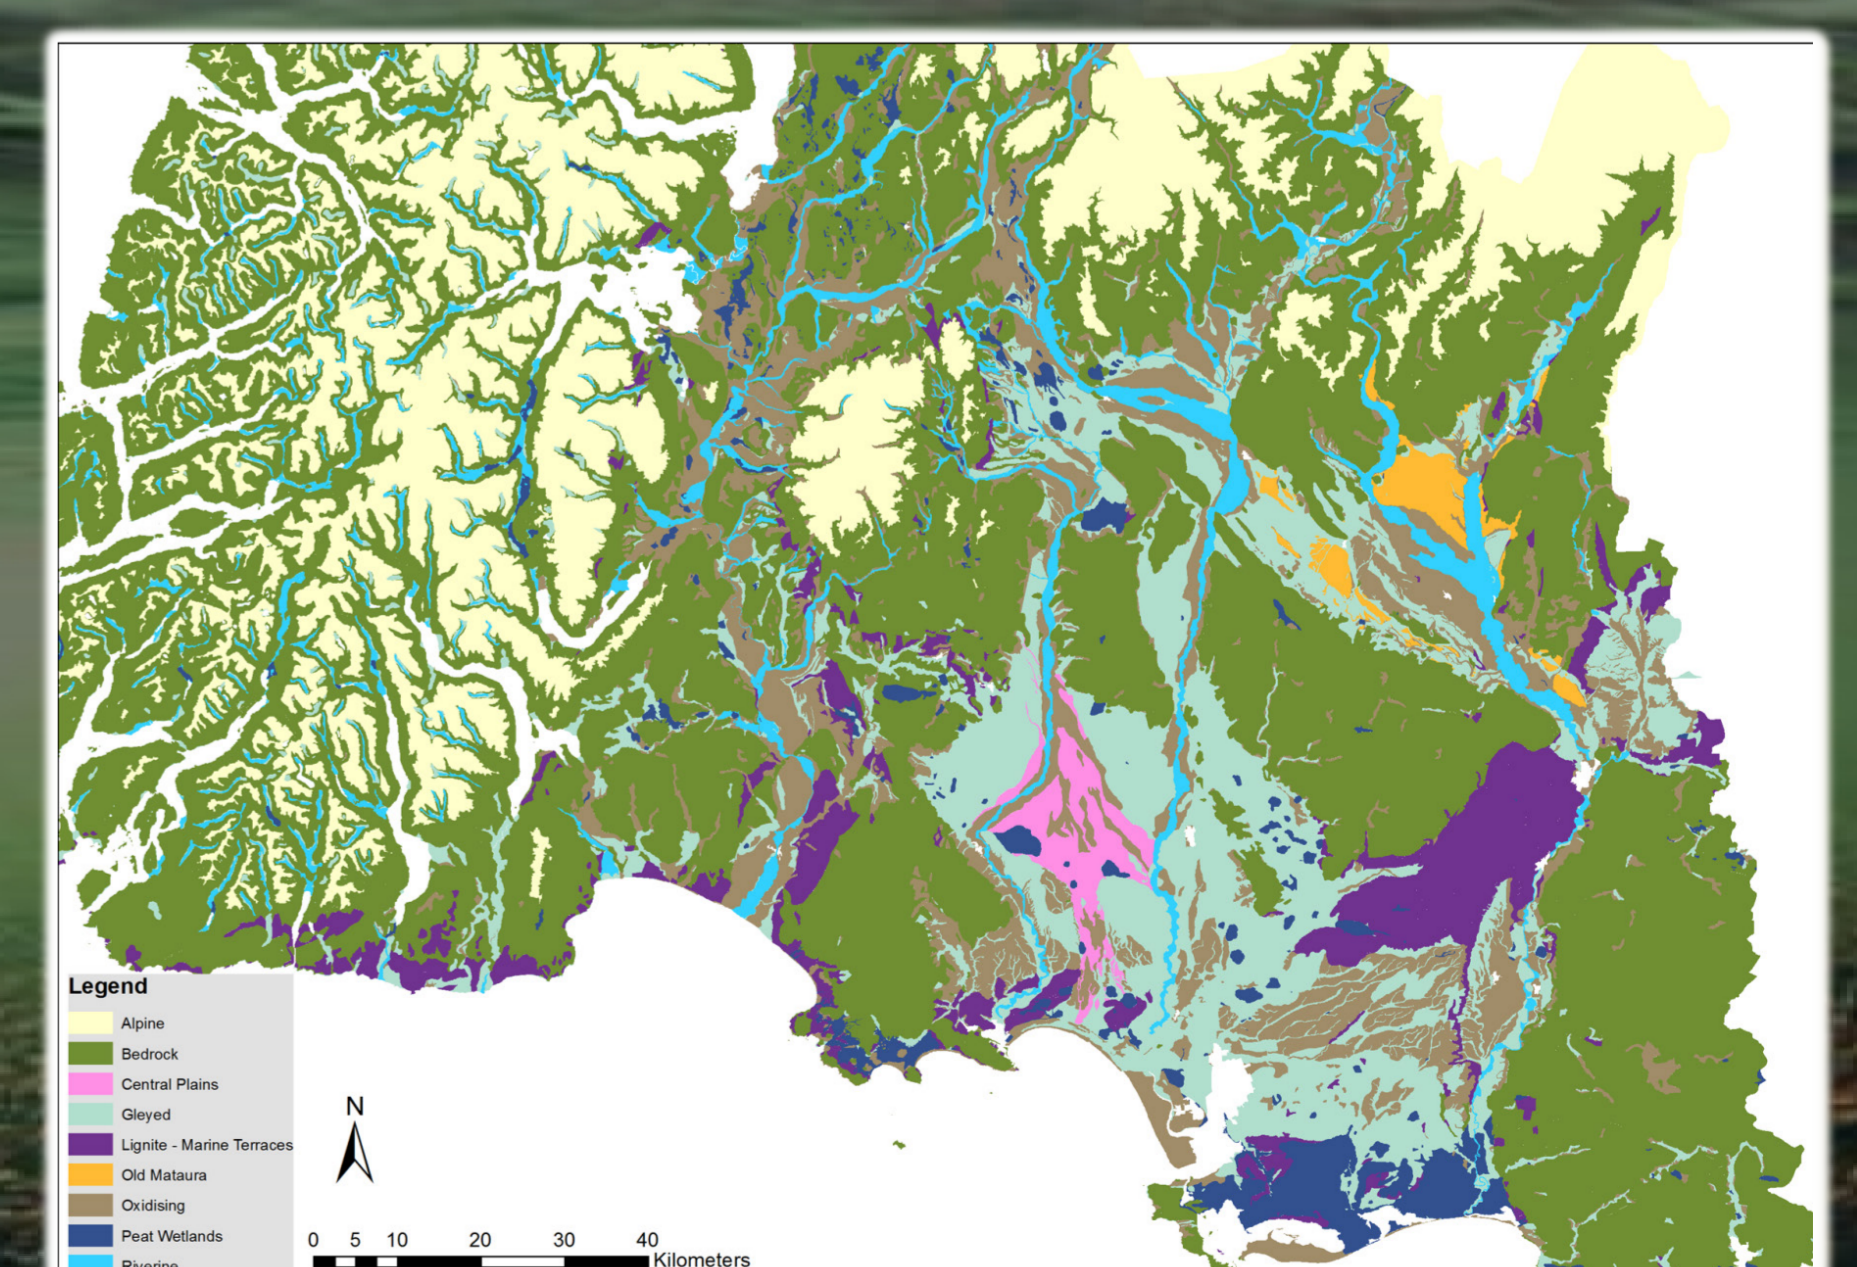 Legend
Alpine
Bedrock
Central Plains
Gleyed
Lignite - Marine Terraces
Old Mataura
Oxidising
Peat Wetlands
Riverine
N
0 5 10 20 30 40
Kilometers